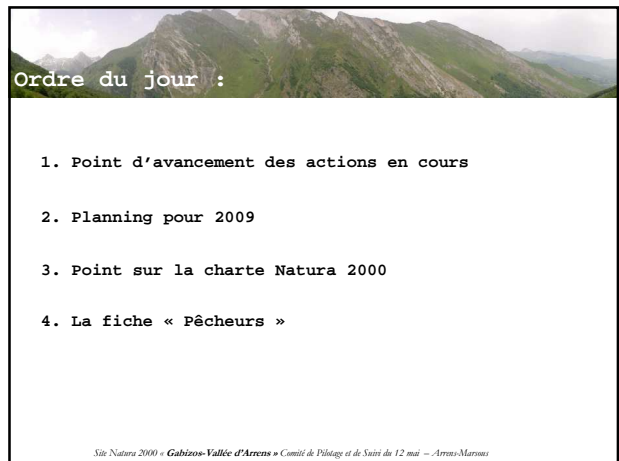 Ordre du jour :
1. Point d’avancement des actions en cours
2. Planning pour 2009
3. Point sur la charte Natura 2000
4. La fiche « Pêcheurs »
Site Natura 2000 « Gabizos-Vallée d’Arrens » Comité de Pilotage et de Suivi du 12 mai – Arrens-Marsous